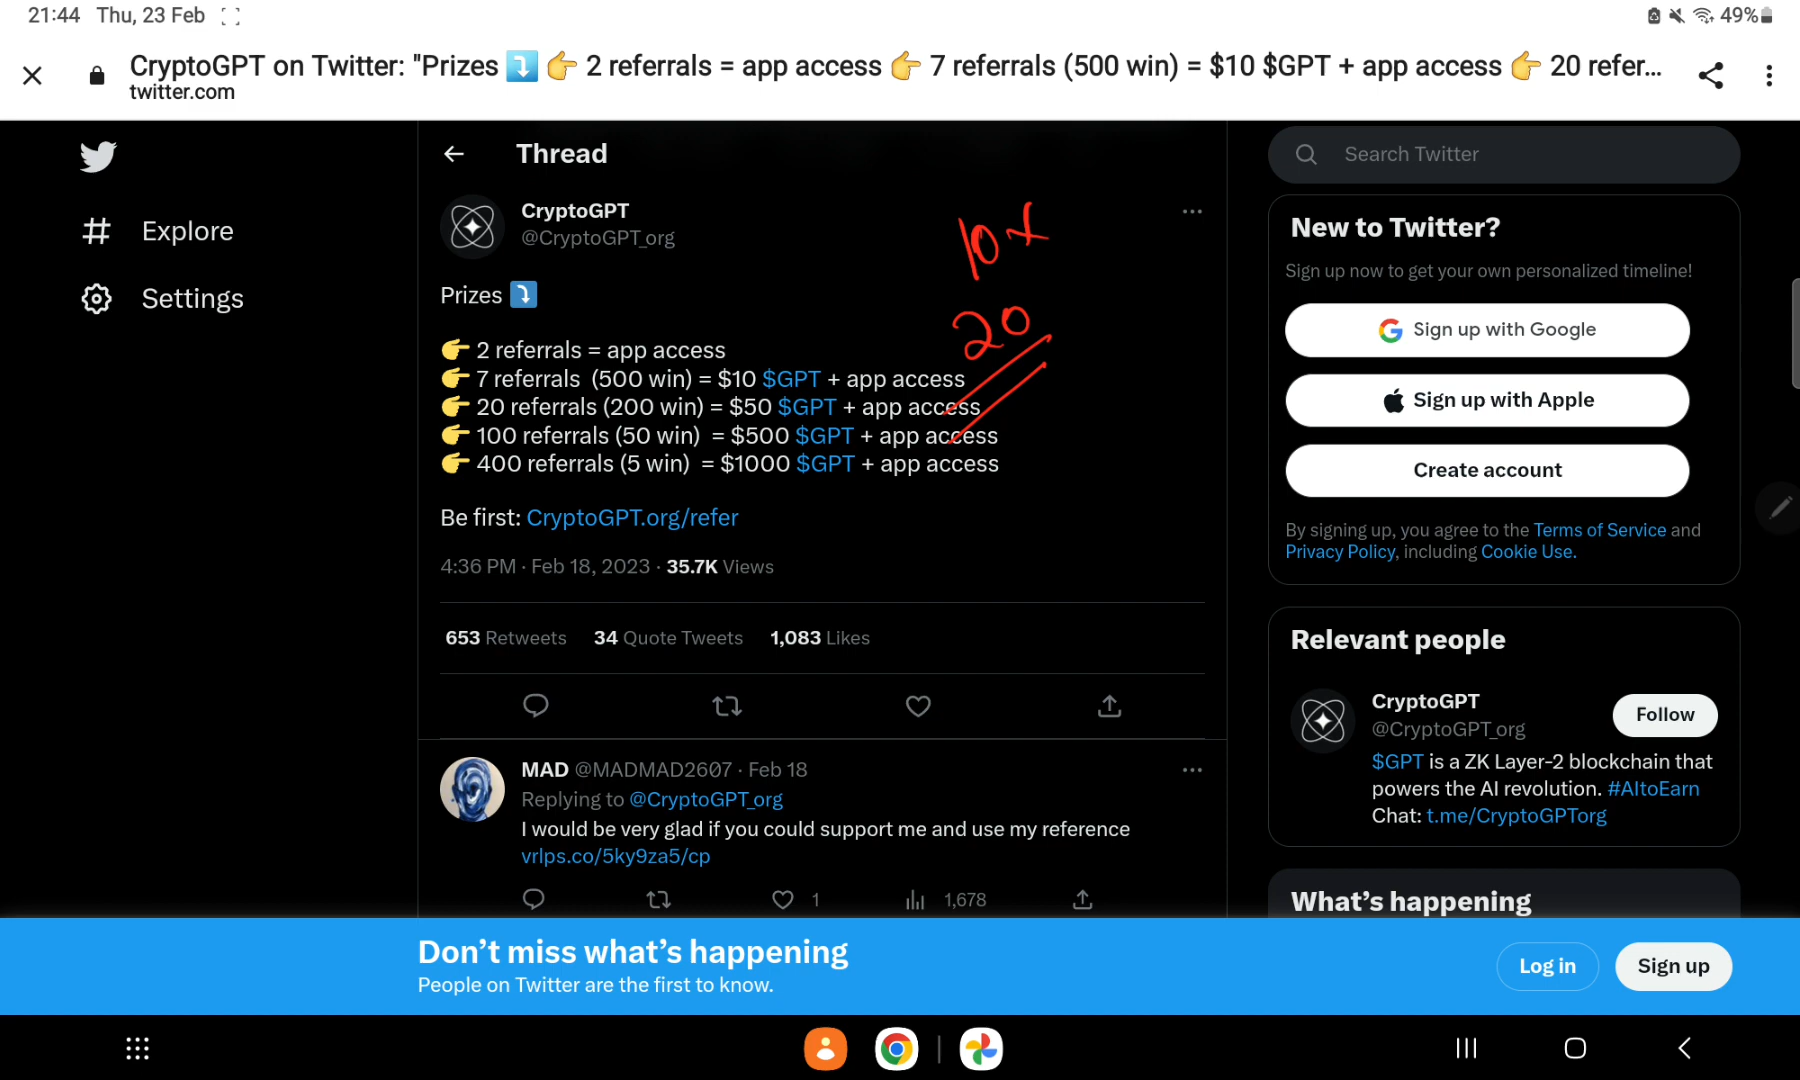 21:44 Thu, 23 Feb
49%
CryptoGPT on Twitter: "Prizes ⤵️ 👉 2 referrals = app access 👉 7 referrals (500 win) = $10 $GPT + app access 👉 20 refer...
twitter.com
Explore
Settings
Thread
CryptoGPT
@CryptoGPT_org
Prizes ⤵️
👉 2 referrals = app access
👉 7 referrals (500 win) = $10 $GPT + app access
👉 20 referrals (200 win) = $50 $GPT + app access
👉 100 referrals (50 win) = $500 $GPT + app access
👉 400 referrals (5 win) = $1000 $GPT + app access
10x
20
Be first: CryptoGPT.org/refer
4:36 PM · Feb 18, 2023 · 35.7K Views
653 Retweets 34 Quote Tweets 1,083 Likes
MAD @MADMAD2607 · Feb 18
Replying to @CryptoGPT_org
I would be very glad if you could support me and use my reference
vrlps.co/5ky9za5/cp
1 1,678
Search Twitter
New to Twitter?
Sign up now to get your own personalized timeline!
Sign up with Google
Sign up with Apple
Create account
By signing up, you agree to the Terms of Service and
Privacy Policy, including Cookie Use.
Relevant people
CryptoGPT
@CryptoGPT_org
Follow
$GPT is a ZK Layer-2 blockchain that
powers the AI revolution. #AItoEarn
Chat: t.me/CryptoGPTorg
What's happening
Don't miss what's happening
People on Twitter are the first to know.
Log in
Sign up